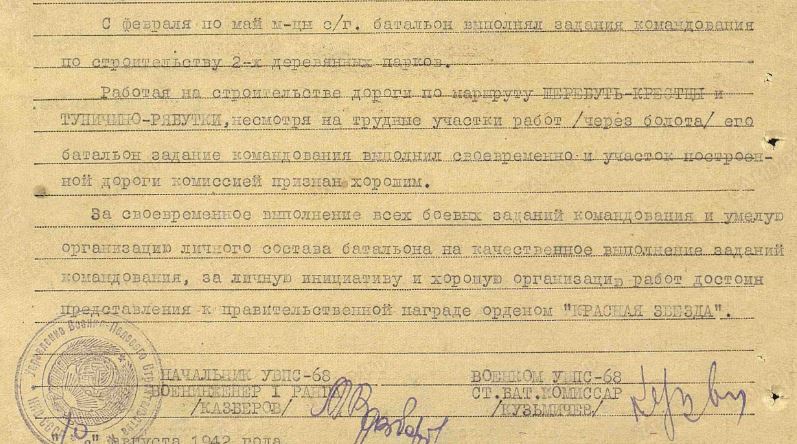 С февраля по май м-цы с/г. батальон выполнял задания командования
по строительству 2-х деревянных парков.
Работая на строительстве дороги по маршруту ШЕРЕБУТЬ-КРЕСТЦЫ и
ТУНИЧИНО-РЯБУТКИ,несмотря на трудные участки работ /через болота/ его
батальон задание командования выполнил своевременно и участок построен-
ной дороги комиссией признан хорошим.
За своевременное выполнение всех боевых заданий командования и умелую
организацию личного состава батальона на качественное выполнение заданий
командования, за личную инициативу и хорошую организацию работ достоин
представления к правительственной награде орденом "КРАСНАЯ ЗВЕЗДА".
НАЧАЛЬНИК УВПС-68
ВОЕНИНЖЕНЕР I РАНГА
/КАЗБЕРОВ/
ВОЕНКОМ УВПС-68
СТ.БАТ.КОМИССАР
/КУЗЬМИЧЕВ/
Управление Военно-Полевого
августа 1942 года